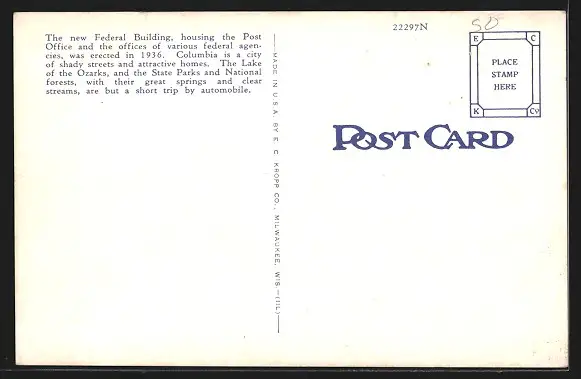 The new Federal Building, housing the Post
Office and the offices of various federal agen-
cies, was erected in 1936. Columbia is a city
of shady streets and attractive homes. The Lake
of the Ozarks, and the State Parks and National
forests, with their great springs and clear
streams, are but a short trip by automobile.
MADE IN U.S.A. BY E. C. KROPP CO., MILWAUKEE, WIS.—(11L)
22297N
50
E C
PLACE
STAMP
HERE
K Co
POST CARD